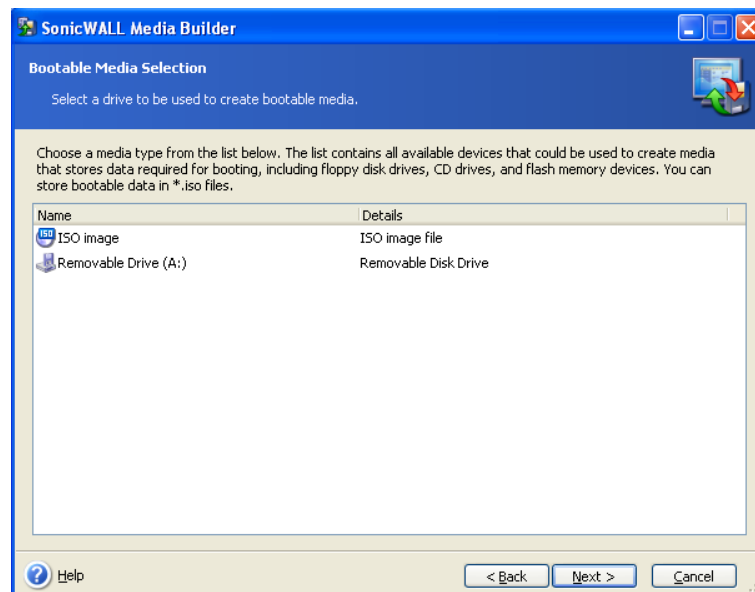 SonicWALL Media Builder
Bootable Media Selection
Select a drive to be used to create bootable media.
Choose a media type from the list below. The list contains all available devices that could be used to create media
that stores data required for booting, including floppy disk drives, CD drives, and flash memory devices. You can
store bootable data in *.iso files.
Name Details
ISO ISO image ISO image file
Removable Drive (A:) Removable Disk Drive
? Help < Back Next > Cancel